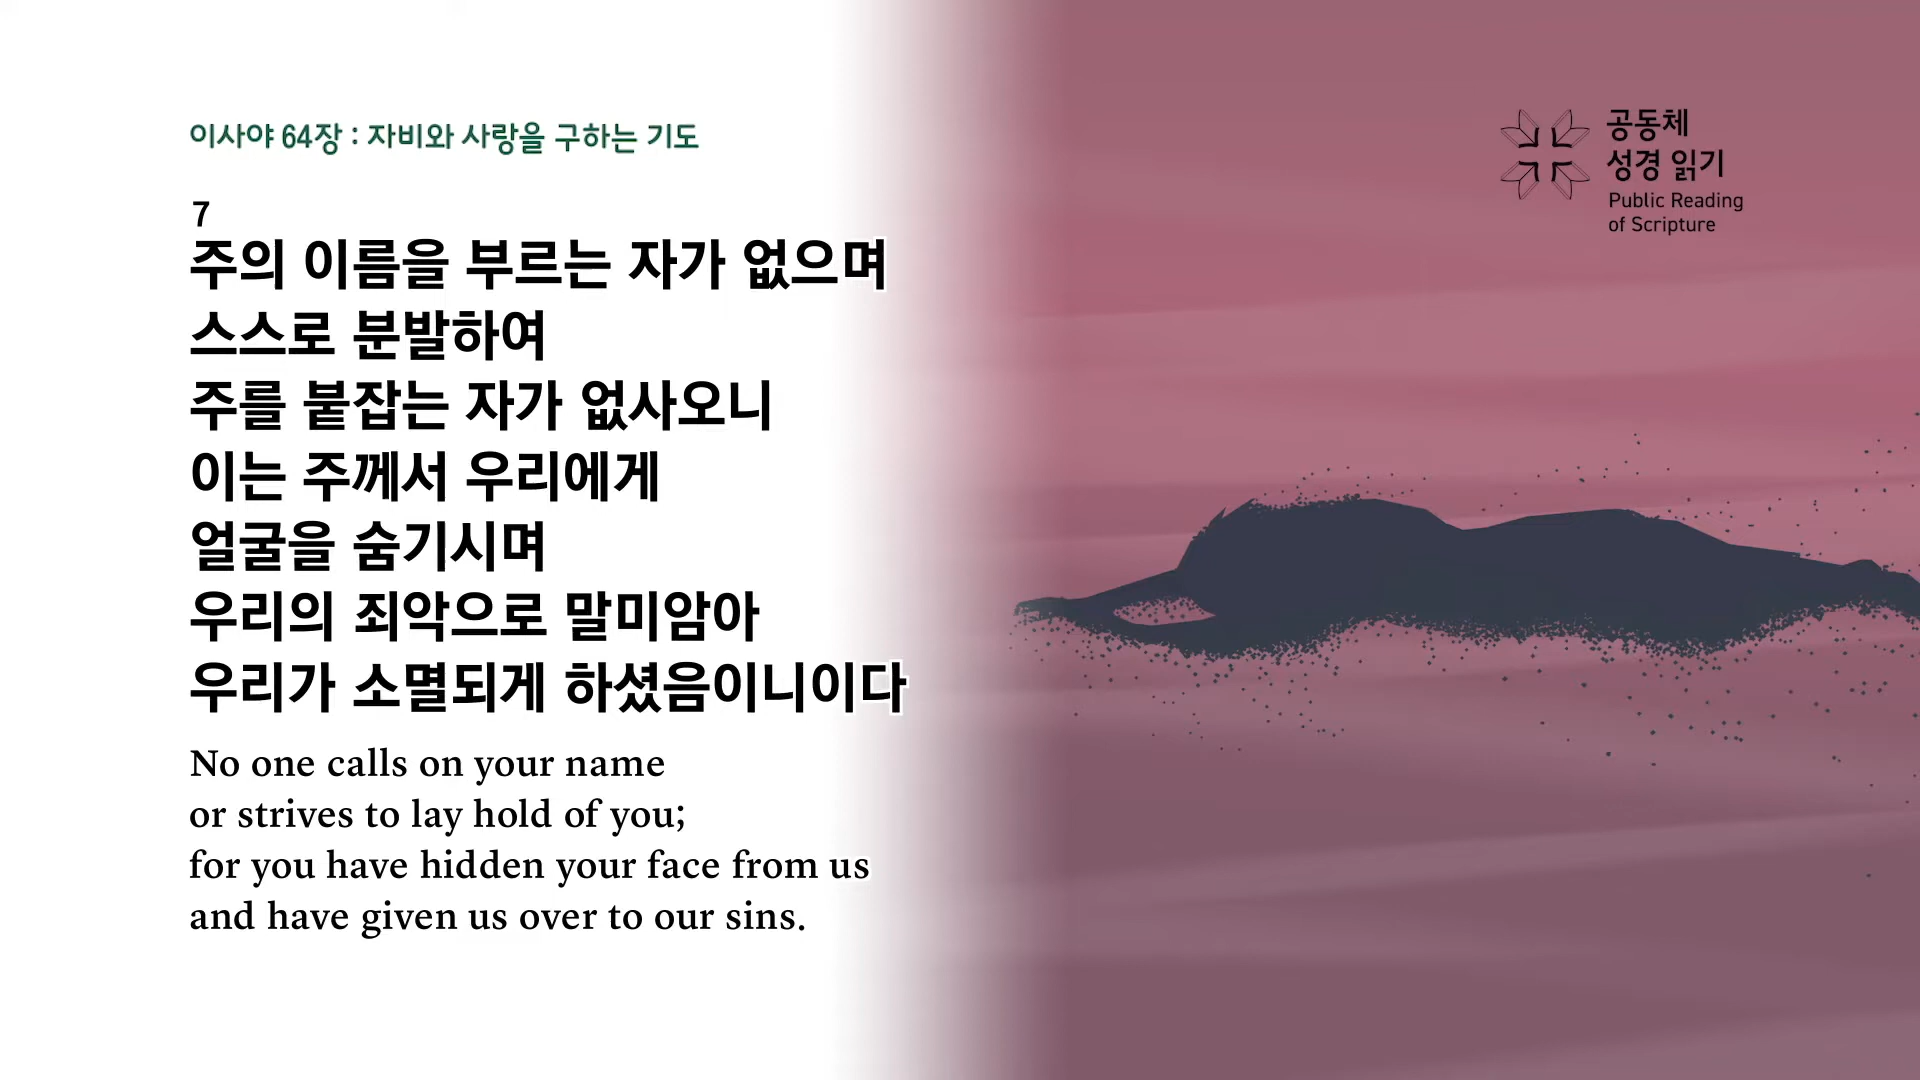 이사야 64장 : 자비와 사랑을 구하는 기도
공동체
성경 읽기
Public Reading
of Scripture
7
주의 이름을 부르는 자가 없으며
스스로 분발하여
주를 붙잡는 자가 없사오니
이는 주께서 우리에게
얼굴을 숨기시며
우리의 죄악으로 말미암아
우리가 소멸되게 하셨음이니이다
No one calls on your name
or strives to lay hold of you;
for you have hidden your face from us
and have given us over to our sins.